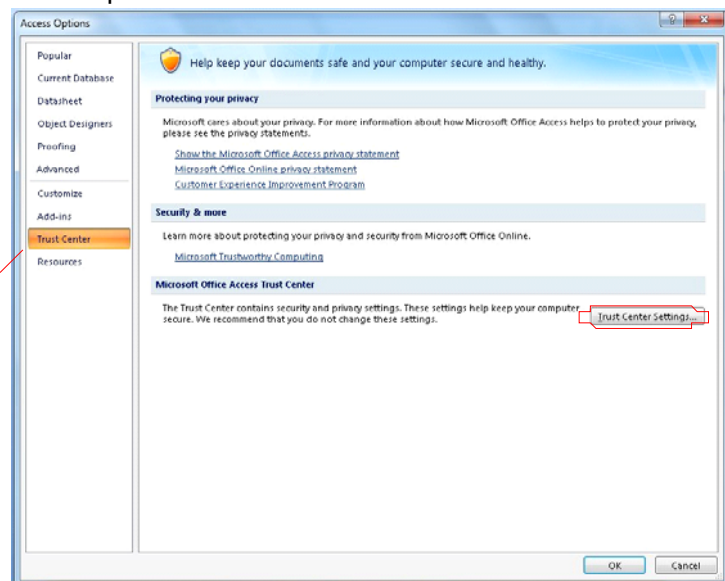 Access Options
Popular
Current Database
Datasheet
Object Designers
Proofing
Advanced
Customize
Add-ins
Trust Center
Resources
Help keep your documents safe and your computer secure and healthy.
Protecting your privacy
Microsoft cares about your privacy. For more information about how Microsoft Office Access helps to protect your privacy,
please see the privacy statements.
Show the Microsoft Office Access privacy statement
Microsoft Office Online privacy statement
Customer Experience Improvement Program
Security & more
Learn more about protecting your privacy and security from Microsoft Office Online.
Microsoft Trustworthy Computing
Microsoft Office Access Trust Center
The Trust Center contains security and privacy settings. These settings help keep your computer
secure. We recommend that you do not change these settings.
Trust Center Settings...
OK
Cancel